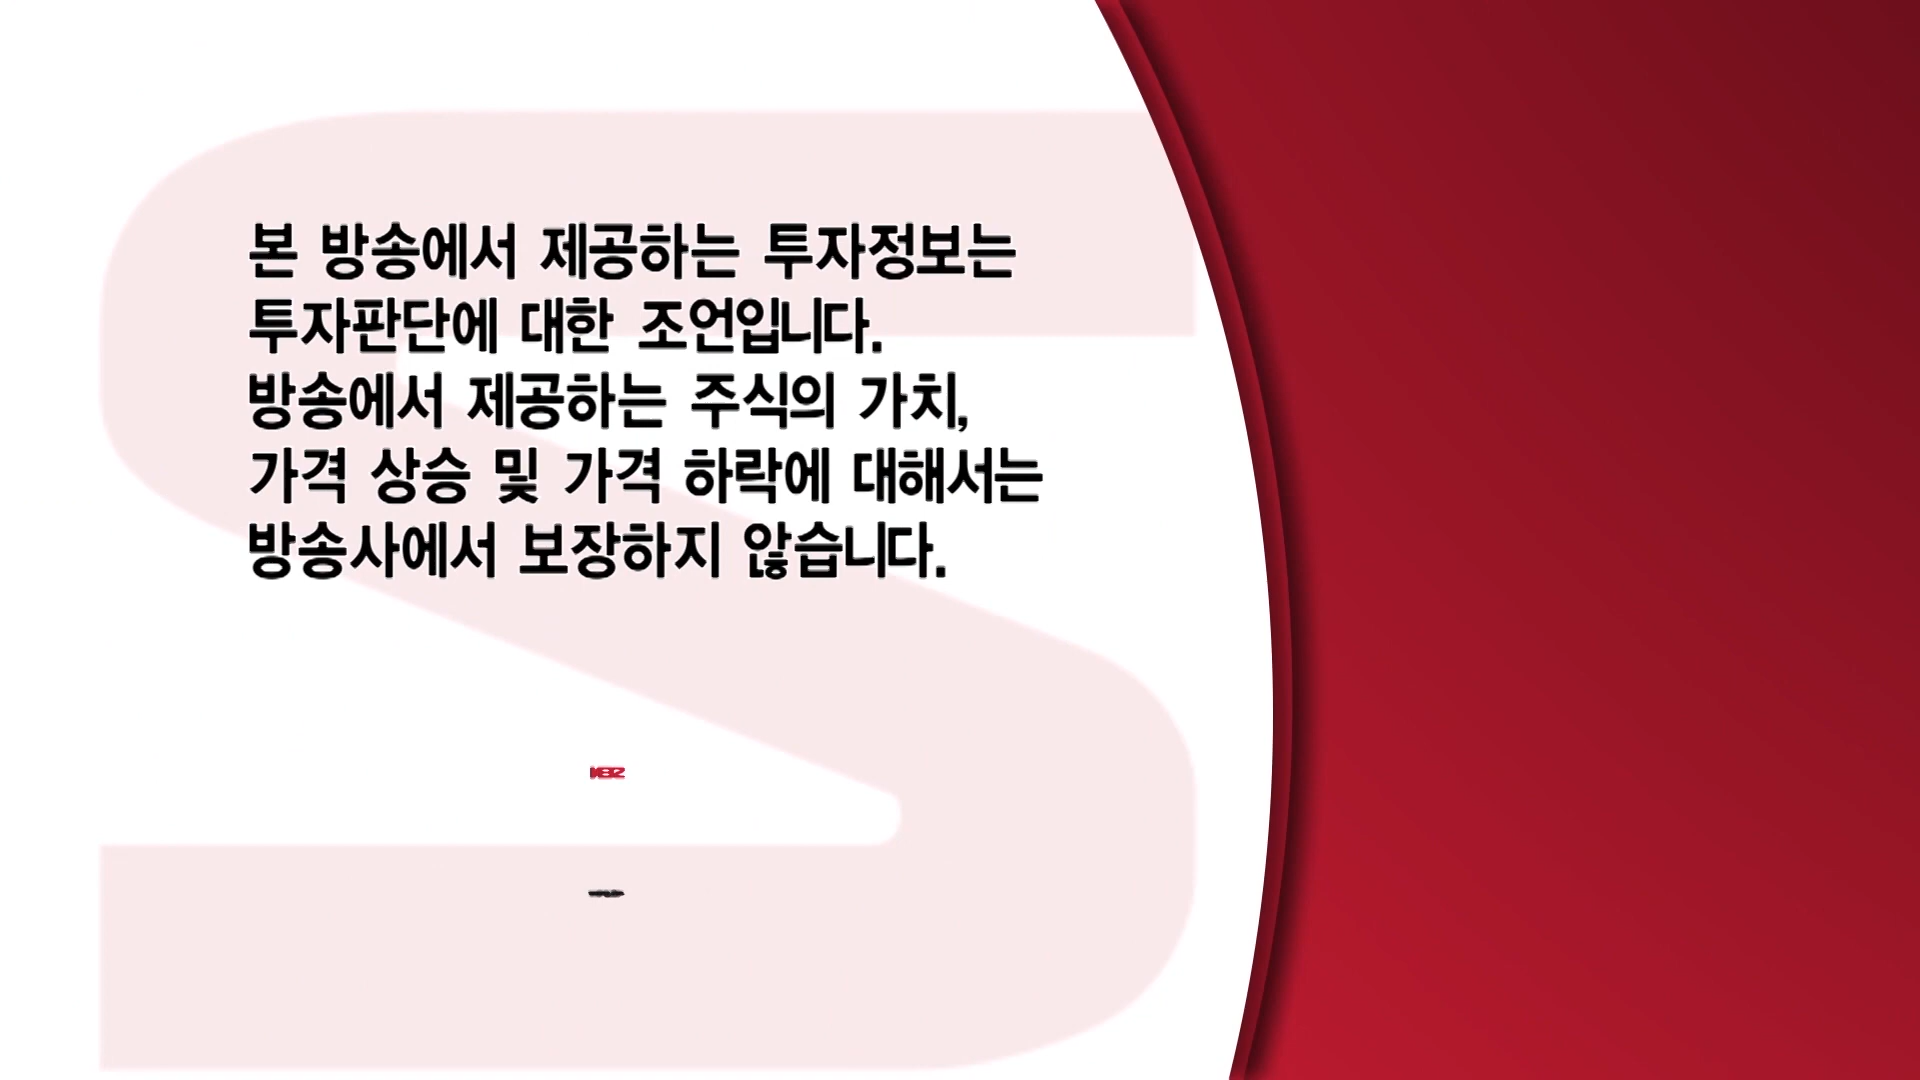 본 방송에서 제공하는 투자정보는
투자판단에 대한 조언입니다.
방송에서 제공하는 주식의 가치,
가격 상승 및 가격 하락에 대해서는
방송사에서 보장하지 않습니다.